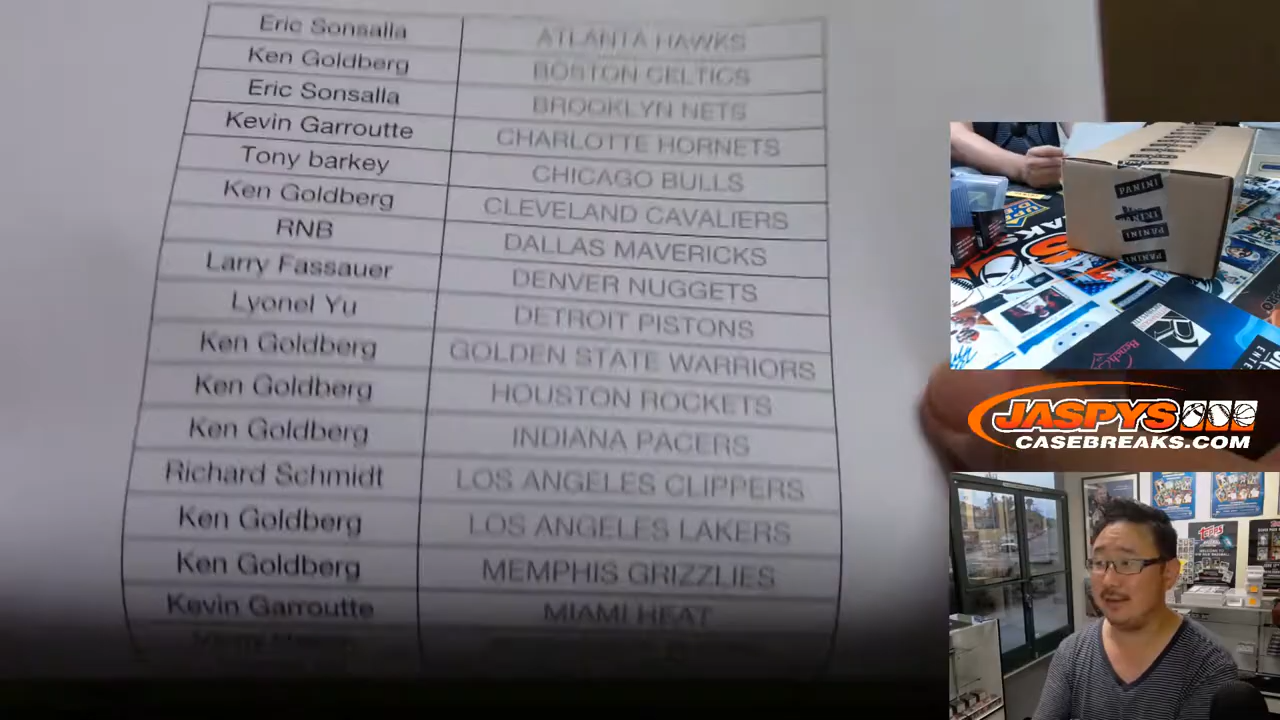 Eric Sonsalla ATLANTA HAWKS
Ken Goldberg BOSTON CELTICS
Eric Sonsalla BROOKLYN NETS
Kevin Garroutte CHARLOTTE HORNETS
Tony barkey CHICAGO BULLS
Ken Goldberg CLEVELAND CAVALIERS
RNB DALLAS MAVERICKS
Larry Fassauer DENVER NUGGETS
Lyonel Yu DETROIT PISTONS
Ken Goldberg GOLDEN STATE WARRIORS
Ken Goldberg HOUSTON ROCKETS
Ken Goldberg INDIANA PACERS
Richard Schmidt LOS ANGELES CLIPPERS
Ken Goldberg LOS ANGELES LAKERS
Ken Goldberg MEMPHIS GRIZZLIES
Kevin Garroutte MIAMI HEAT
PANINI
PANINI
PANINI
JASPYS
CASEBREAKS.COM
TOPPS